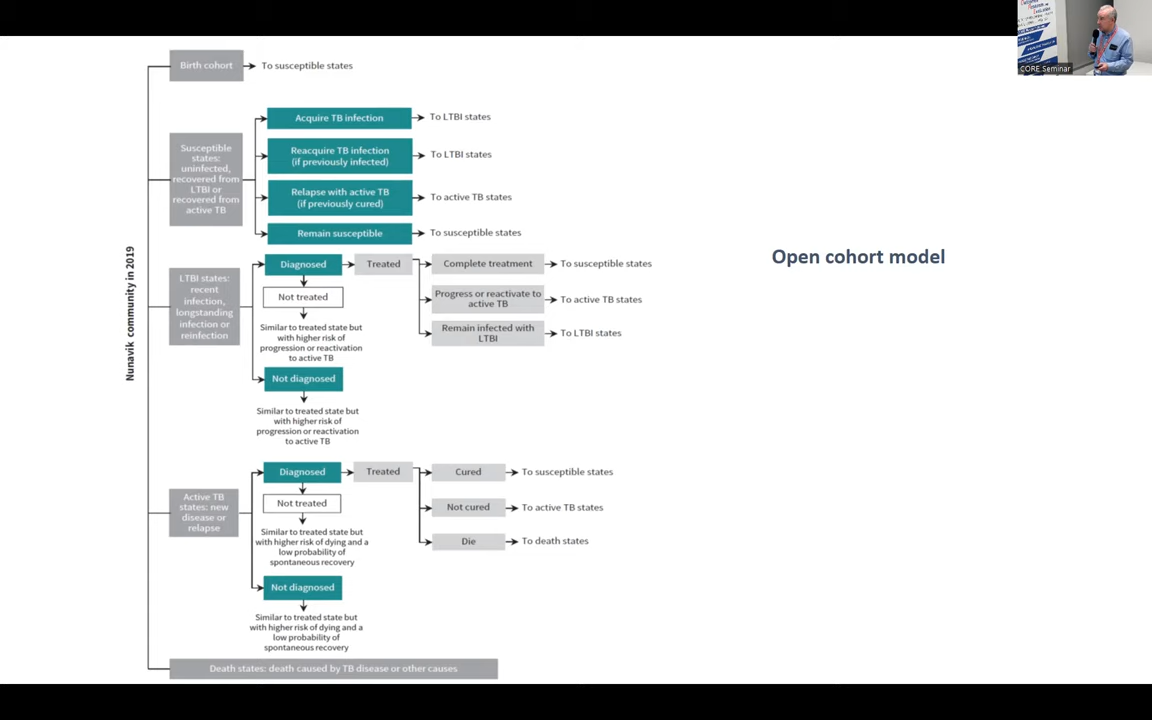 Birth cohort
To susceptible states
Nunavik community in 2019
Susceptible
states:
uninfected,
recovered from
LTBI or
recovered from
active TB
Acquire TB infection
To LTBI states
Reacquire TB infection
(if previously infected)
To LTBI states
Relapse with active TB
(if previously cured)
To active TB states
Remain susceptible
To susceptible states
LTBI states:
recent
infection,
longstanding
infection or
reinfection
Diagnosed
Treated
Complete treatment
To susceptible states
Not treated
Progress or reactivate to
active TB
To active TB states
Similar to treated state but
with higher risk of
progression or reactivation
to active TB
Remain infected with
LTBI
To LTBI states
Not diagnosed
Similar to treated state but
with higher risk of
progression or reactivation
to active TB
Active TB
states: new
disease or
relapse
Diagnosed
Treated
Cured
To susceptible states
Not treated
Not cured
To active TB states
Similar to treated state but
with higher risk of dying and a
low probability of
spontaneous recovery
Die
To death states
Not diagnosed
Similar to treated state but
with higher risk of dying and a
low probability of
spontaneous recovery
Death states: death caused by TB disease or other causes
Open cohort model
CORE Seminar